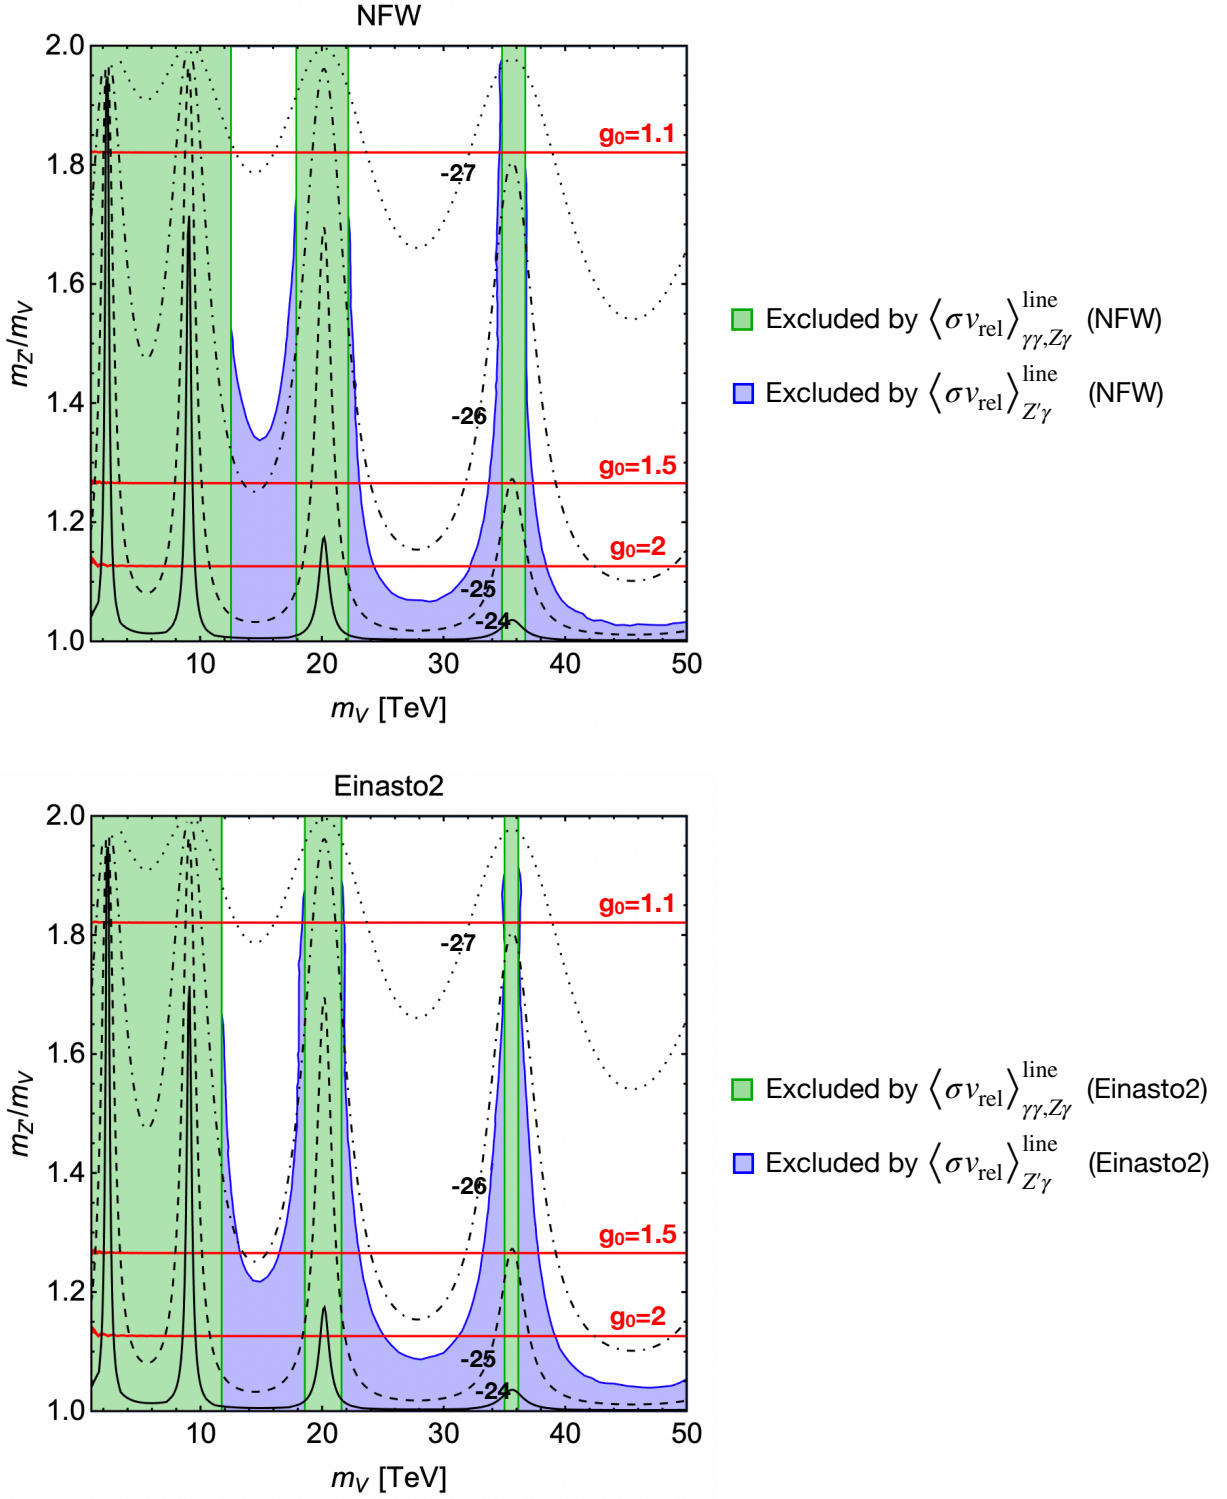 NFW
2.0
g₀=1.1
1.8
-27
1.6
m_Z'/m_V
Excluded by ⟨σv_rel⟩^line_γγ,Zγ (NFW)
Excluded by ⟨σv_rel⟩^line_Z'γ (NFW)
1.4
-26
g₀=1.5
1.2
g₀=2
-25
-24
1.0
10 20 30 40 50
m_V [TeV]
Einasto2
2.0
g₀=1.1
1.8
-27
1.6
m_Z'/m_V
Excluded by ⟨σv_rel⟩^line_γγ,Zγ (Einasto2)
Excluded by ⟨σv_rel⟩^line_Z'γ (Einasto2)
1.4
-26
g₀=1.5
1.2
g₀=2
-25
-24
1.0
10 20 30 40 50
m_V [TeV]